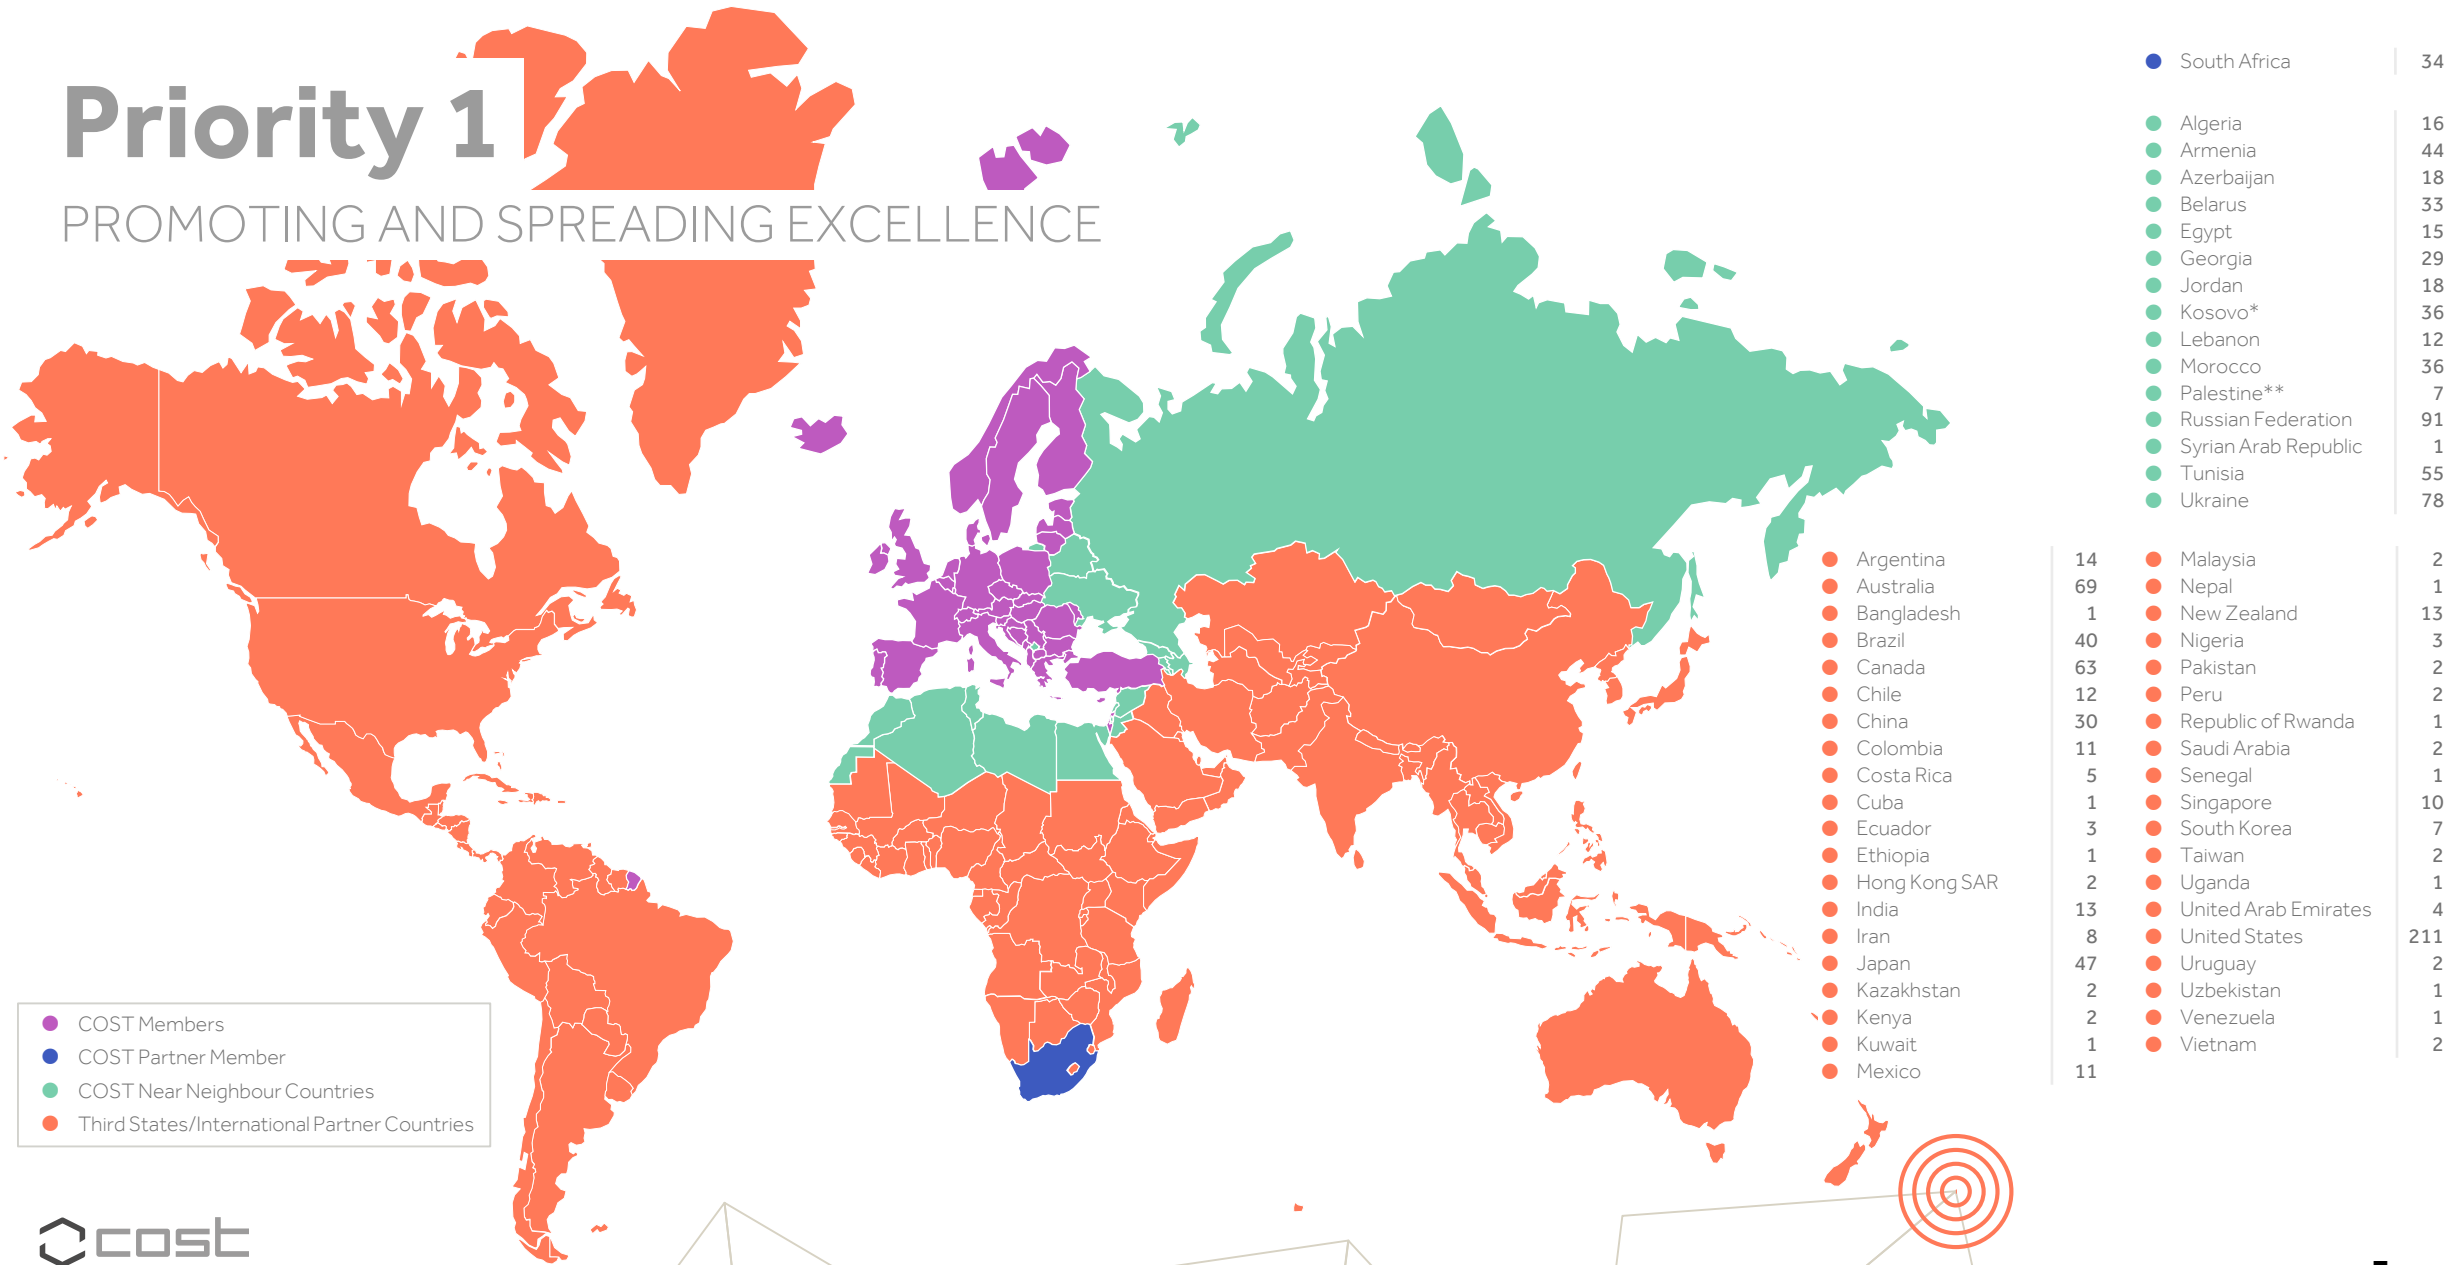 Priority 1
PROMOTING AND SPREADING EXCELLENCE
South Africa 34
Algeria 16
Armenia 44
Azerbaijan 18
Belarus 33
Egypt 15
Georgia 29
Jordan 18
Kosovo* 36
Lebanon 12
Morocco 36
Palestine** 7
Russian Federation 91
Syrian Arab Republic 1
Tunisia 55
Ukraine 78
Argentina 14
Australia 69
Bangladesh 1
Brazil 40
Canada 63
Chile 12
China 30
Colombia 11
Costa Rica 5
Cuba 1
Ecuador 3
Ethiopia 1
Hong Kong SAR 2
India 13
Iran 8
Japan 47
Kazakhstan 2
Kenya 2
Kuwait 1
Mexico 11
Malaysia 2
Nepal 1
New Zealand 13
Nigeria 3
Pakistan 2
Peru 2
Republic of Rwanda 1
Saudi Arabia 2
Senegal 1
Singapore 10
South Korea 7
Taiwan 2
Uganda 1
United Arab Emirates 4
United States 211
Uruguay 2
Uzbekistan 1
Venezuela 1
Vietnam 2
COST Members
COST Partner Member
COST Near Neighbour Countries
Third States/International Partner Countries
cost